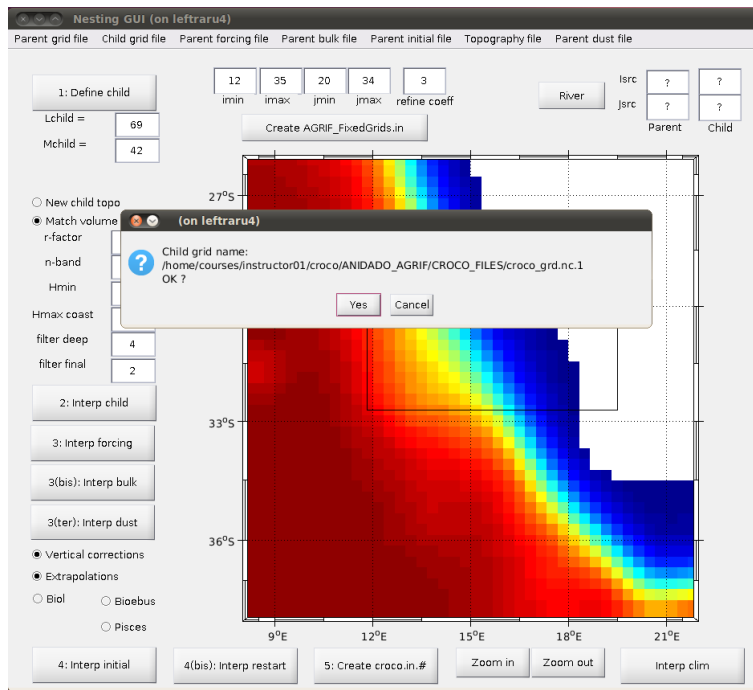 Nesting GUI (on leftraru4)
Parent grid file Child grid file Parent forcing file Parent bulk file Parent initial file Topography file Parent dust file
1: Define child
12 35 20 34 3
imin imax jmin jmax refine coeff
Create AGRIF_FixedGrids.in
River
Isrc ? ?
Jsrc ? ?
Parent Child
Lchild = 69
Mchild = 42
New child topo
Match volume
r-factor
n-band
Hmin
Hmax coast
filter deep 4
filter final 2
(on leftraru4)
?
Child grid name:
/home/courses/instructor01/croco/ANIDADO_AGRIF/CROCO_FILES/croco_grd.nc.1
OK ?
Yes Cancel
27°S
33°S
36°S
9°E 12°E 15°E 18°E 21°E
2: Interp child
3: Interp forcing
3(bis): Interp bulk
3(ter): Interp dust
Vertical corrections
Extrapolations
Biol Bioebus
Pisces
4: Interp initial 4(bis): Interp restart 5: Create croco.in.# Zoom in Zoom out Interp clim